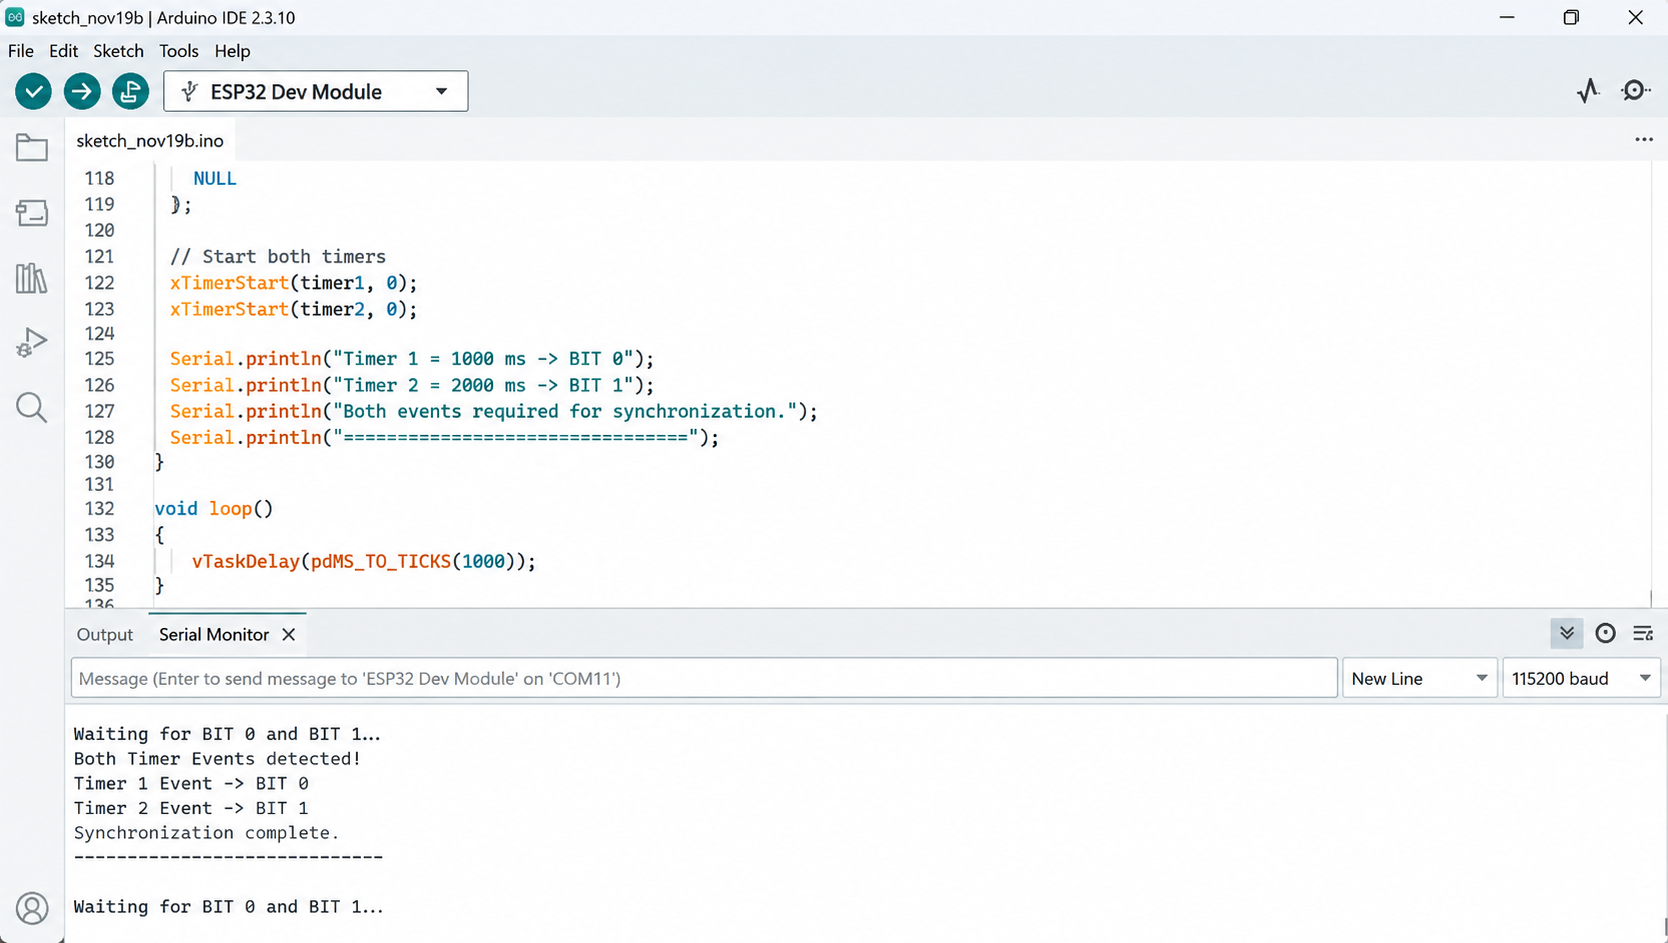 sketch_nov19b | Arduino IDE 2.3.10
File Edit Sketch Tools Help
ESP32 Dev Module
sketch_nov19b.ino
118 NULL
119 );
120
121 // Start both timers
122 xTimerStart(timer1, 0);
123 xTimerStart(timer2, 0);
124
125 Serial.println("Timer 1 = 1000 ms -> BIT 0");
126 Serial.println("Timer 2 = 2000 ms -> BIT 1");
127 Serial.println("Both events required for synchronization.");
128 Serial.println("================================");
130 }
131
132 void loop()
133 {
134 vTaskDelay(pdMS_TO_TICKS(1000));
135 }
136
Output Serial Monitor
Message (Enter to send message to 'ESP32 Dev Module' on 'COM11') New Line 115200 baud
Waiting for BIT 0 and BIT 1...
Both Timer Events detected!
Timer 1 Event -> BIT 0
Timer 2 Event -> BIT 1
Synchronization complete.
-----------------------------
Waiting for BIT 0 and BIT 1...